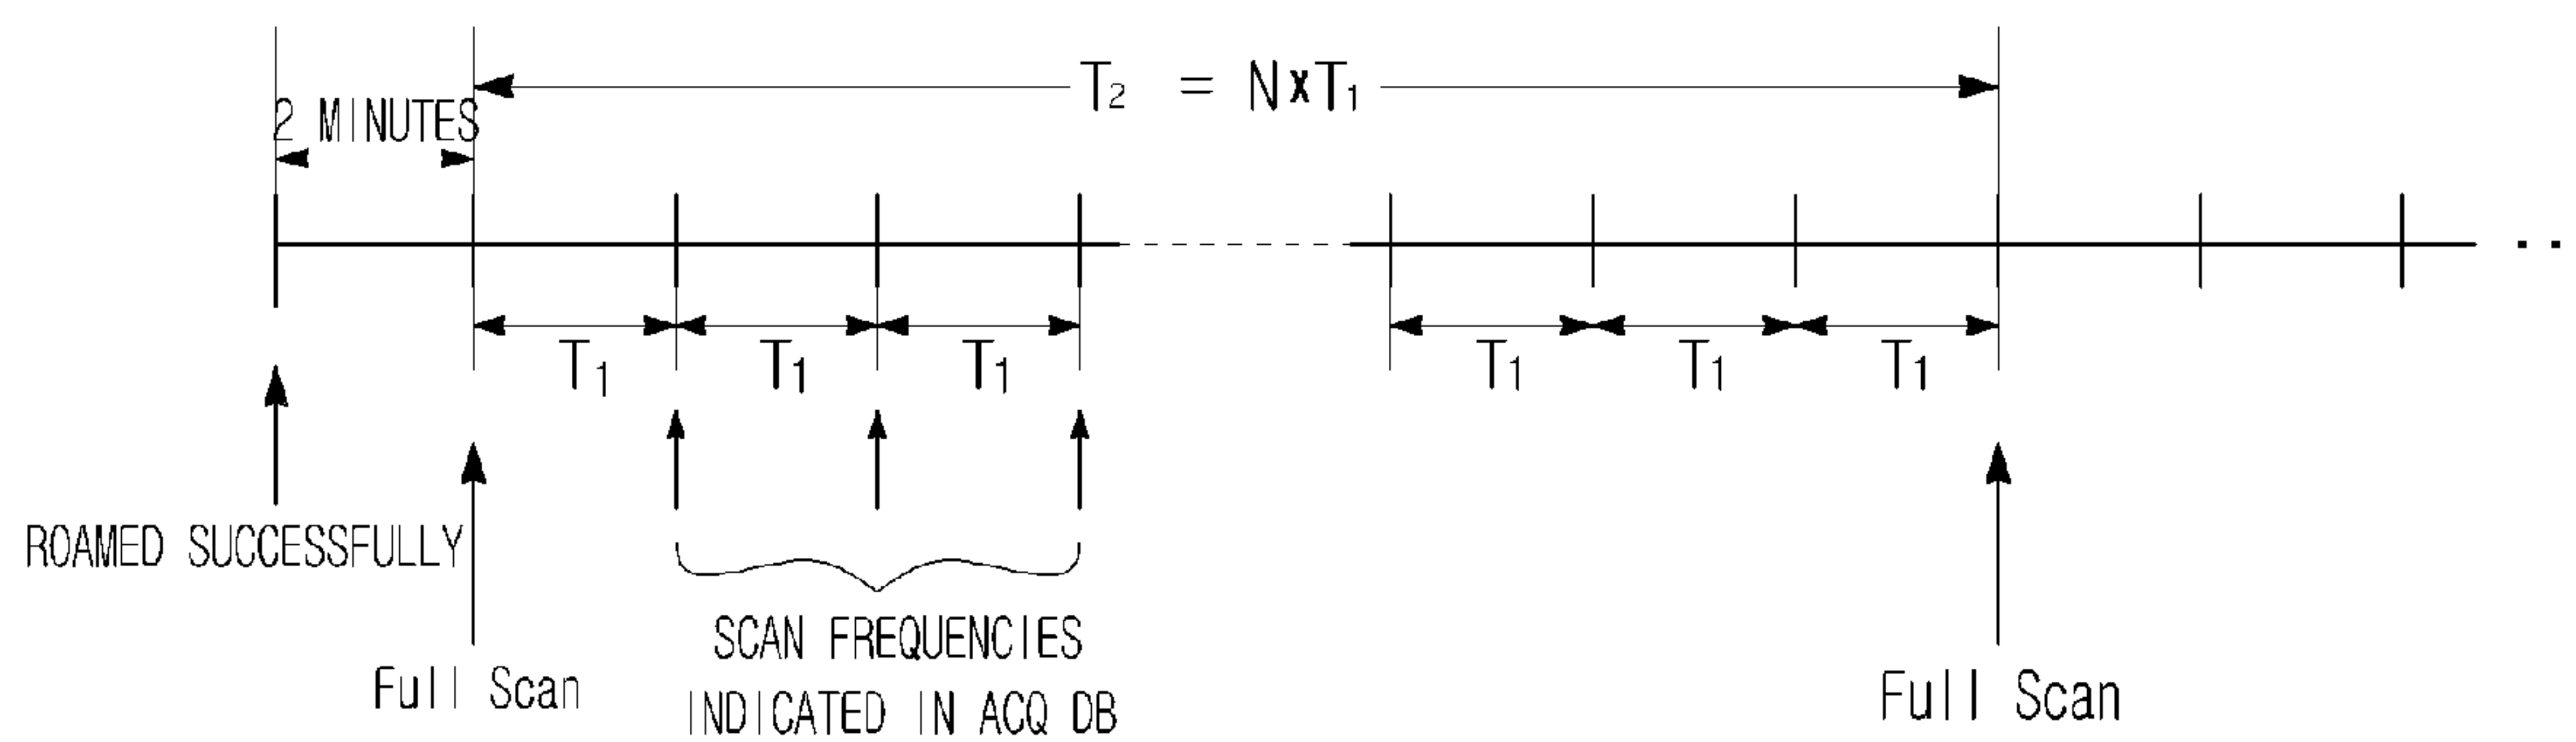 T2 = N×T1
2 MINUTES
T1 T1 T1 T1 T1 T1
ROAMED SUCCESSFULLY
SCAN FREQUENCIES
INDICATED IN ACQ DB
Full Scan
Full Scan